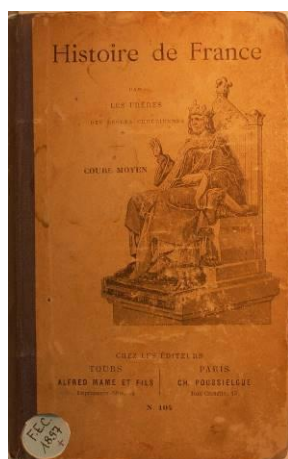 Histoire de France
PAR
LES FRÈRES
DES ÉCOLES CHRÉTIENNES
COURS MOYEN
CHEZ LES ÉDITEURS
TOURS
ALFRED MAME ET FILS
PARIS
CH. POUSSIELGUE
N 105
F.E.C.
1897
+